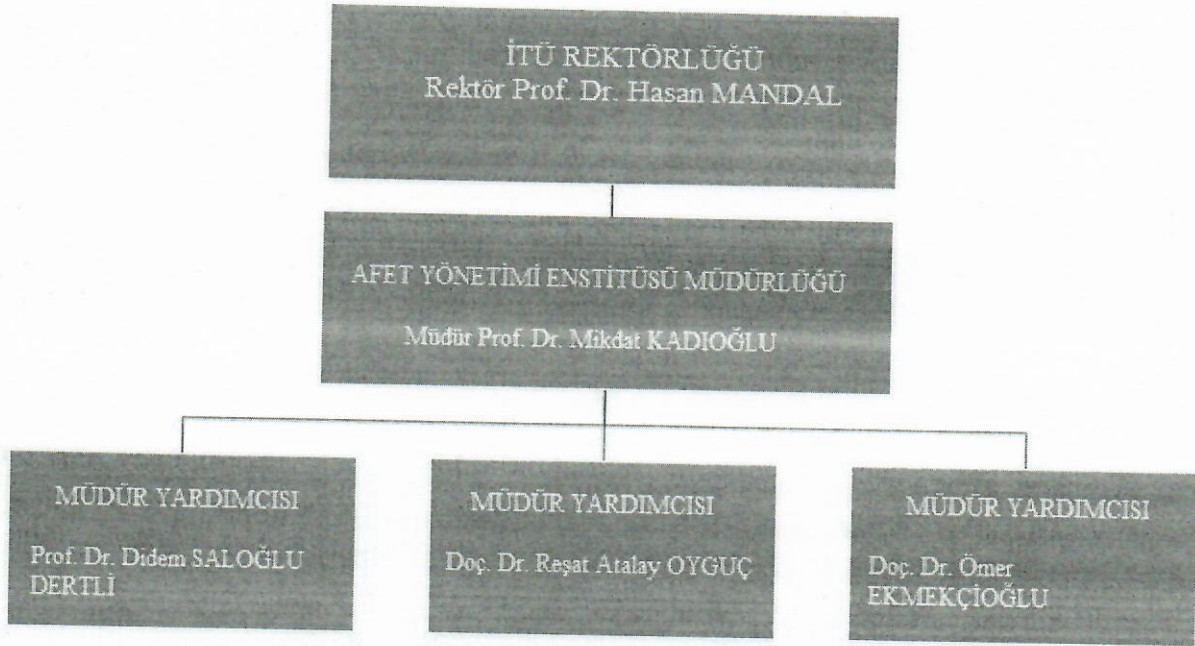 İTÜ REKTÖRLÜĞÜ
Rektör Prof. Dr. Hasan MANDAL
AFET YÖNETİMİ ENSTİTÜSÜ MÜDÜRLÜĞÜ
Müdür Prof. Dr. Mikdat KADIOĞLU
MÜDÜR YARDIMCISI
Prof. Dr. Didem SALOĞLU
DERTLİ
MÜDÜR YARDIMCISI
Doç. Dr. Reşat Atalay OYGUÇ
MÜDÜR YARDIMCISI
Doç. Dr. Ömer
EKMEKÇİOĞLU